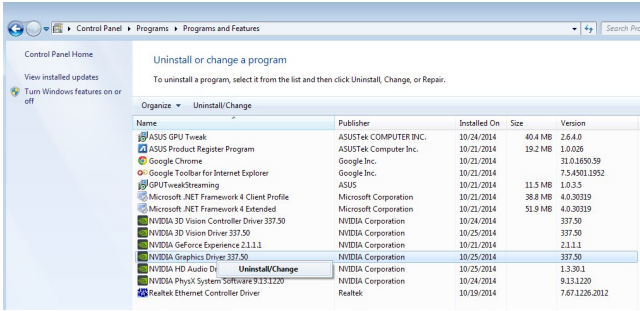 Control Panel ▸ Programs ▸ Programs and Features
Search Pro
Control Panel Home
View installed updates
Turn Windows features on or
off
Uninstall or change a program
To uninstall a program, select it from the list and then click Uninstall, Change, or Repair.
Organize Uninstall/Change
Name Publisher Installed On Size Version
ASUS GPU Tweak ASUSTek COMPUTER INC. 10/24/2014 40.4 MB 2.6.4.0
ASUS Product Register Program ASUSTek Computer Inc. 10/21/2014 19.2 MB 1.0.026
Google Chrome Google Inc. 10/21/2014 31.0.1650.59
Google Toolbar for Internet Explorer Google Inc. 10/21/2014 7.5.4501.1952
GPUTweakStreaming ASUS 10/21/2014 11.5 MB 1.0.3.5
Microsoft .NET Framework 4 Client Profile Microsoft Corporation 10/21/2014 38.8 MB 4.0.30319
Microsoft .NET Framework 4 Extended Microsoft Corporation 10/21/2014 51.9 MB 4.0.30319
NVIDIA 3D Vision Controller Driver 337.50 NVIDIA Corporation 10/24/2014 337.50
NVIDIA 3D Vision Driver 337.50 NVIDIA Corporation 10/25/2014 337.50
NVIDIA GeForce Experience 2.1.1.1 NVIDIA Corporation 10/21/2014 2.1.1.1
NVIDIA Graphics Driver 337.50 NVIDIA Corporation 10/25/2014 337.50
NVIDIA HD Audio Dr Uninstall/Change NVIDIA Corporation 10/25/2014 1.3.30.1
NVIDIA PhysX System Software 9.13.1220 NVIDIA Corporation 10/24/2014 9.13.1220
Realtek Ethernet Controller Driver Realtek 10/19/2014 7.67.1226.2012